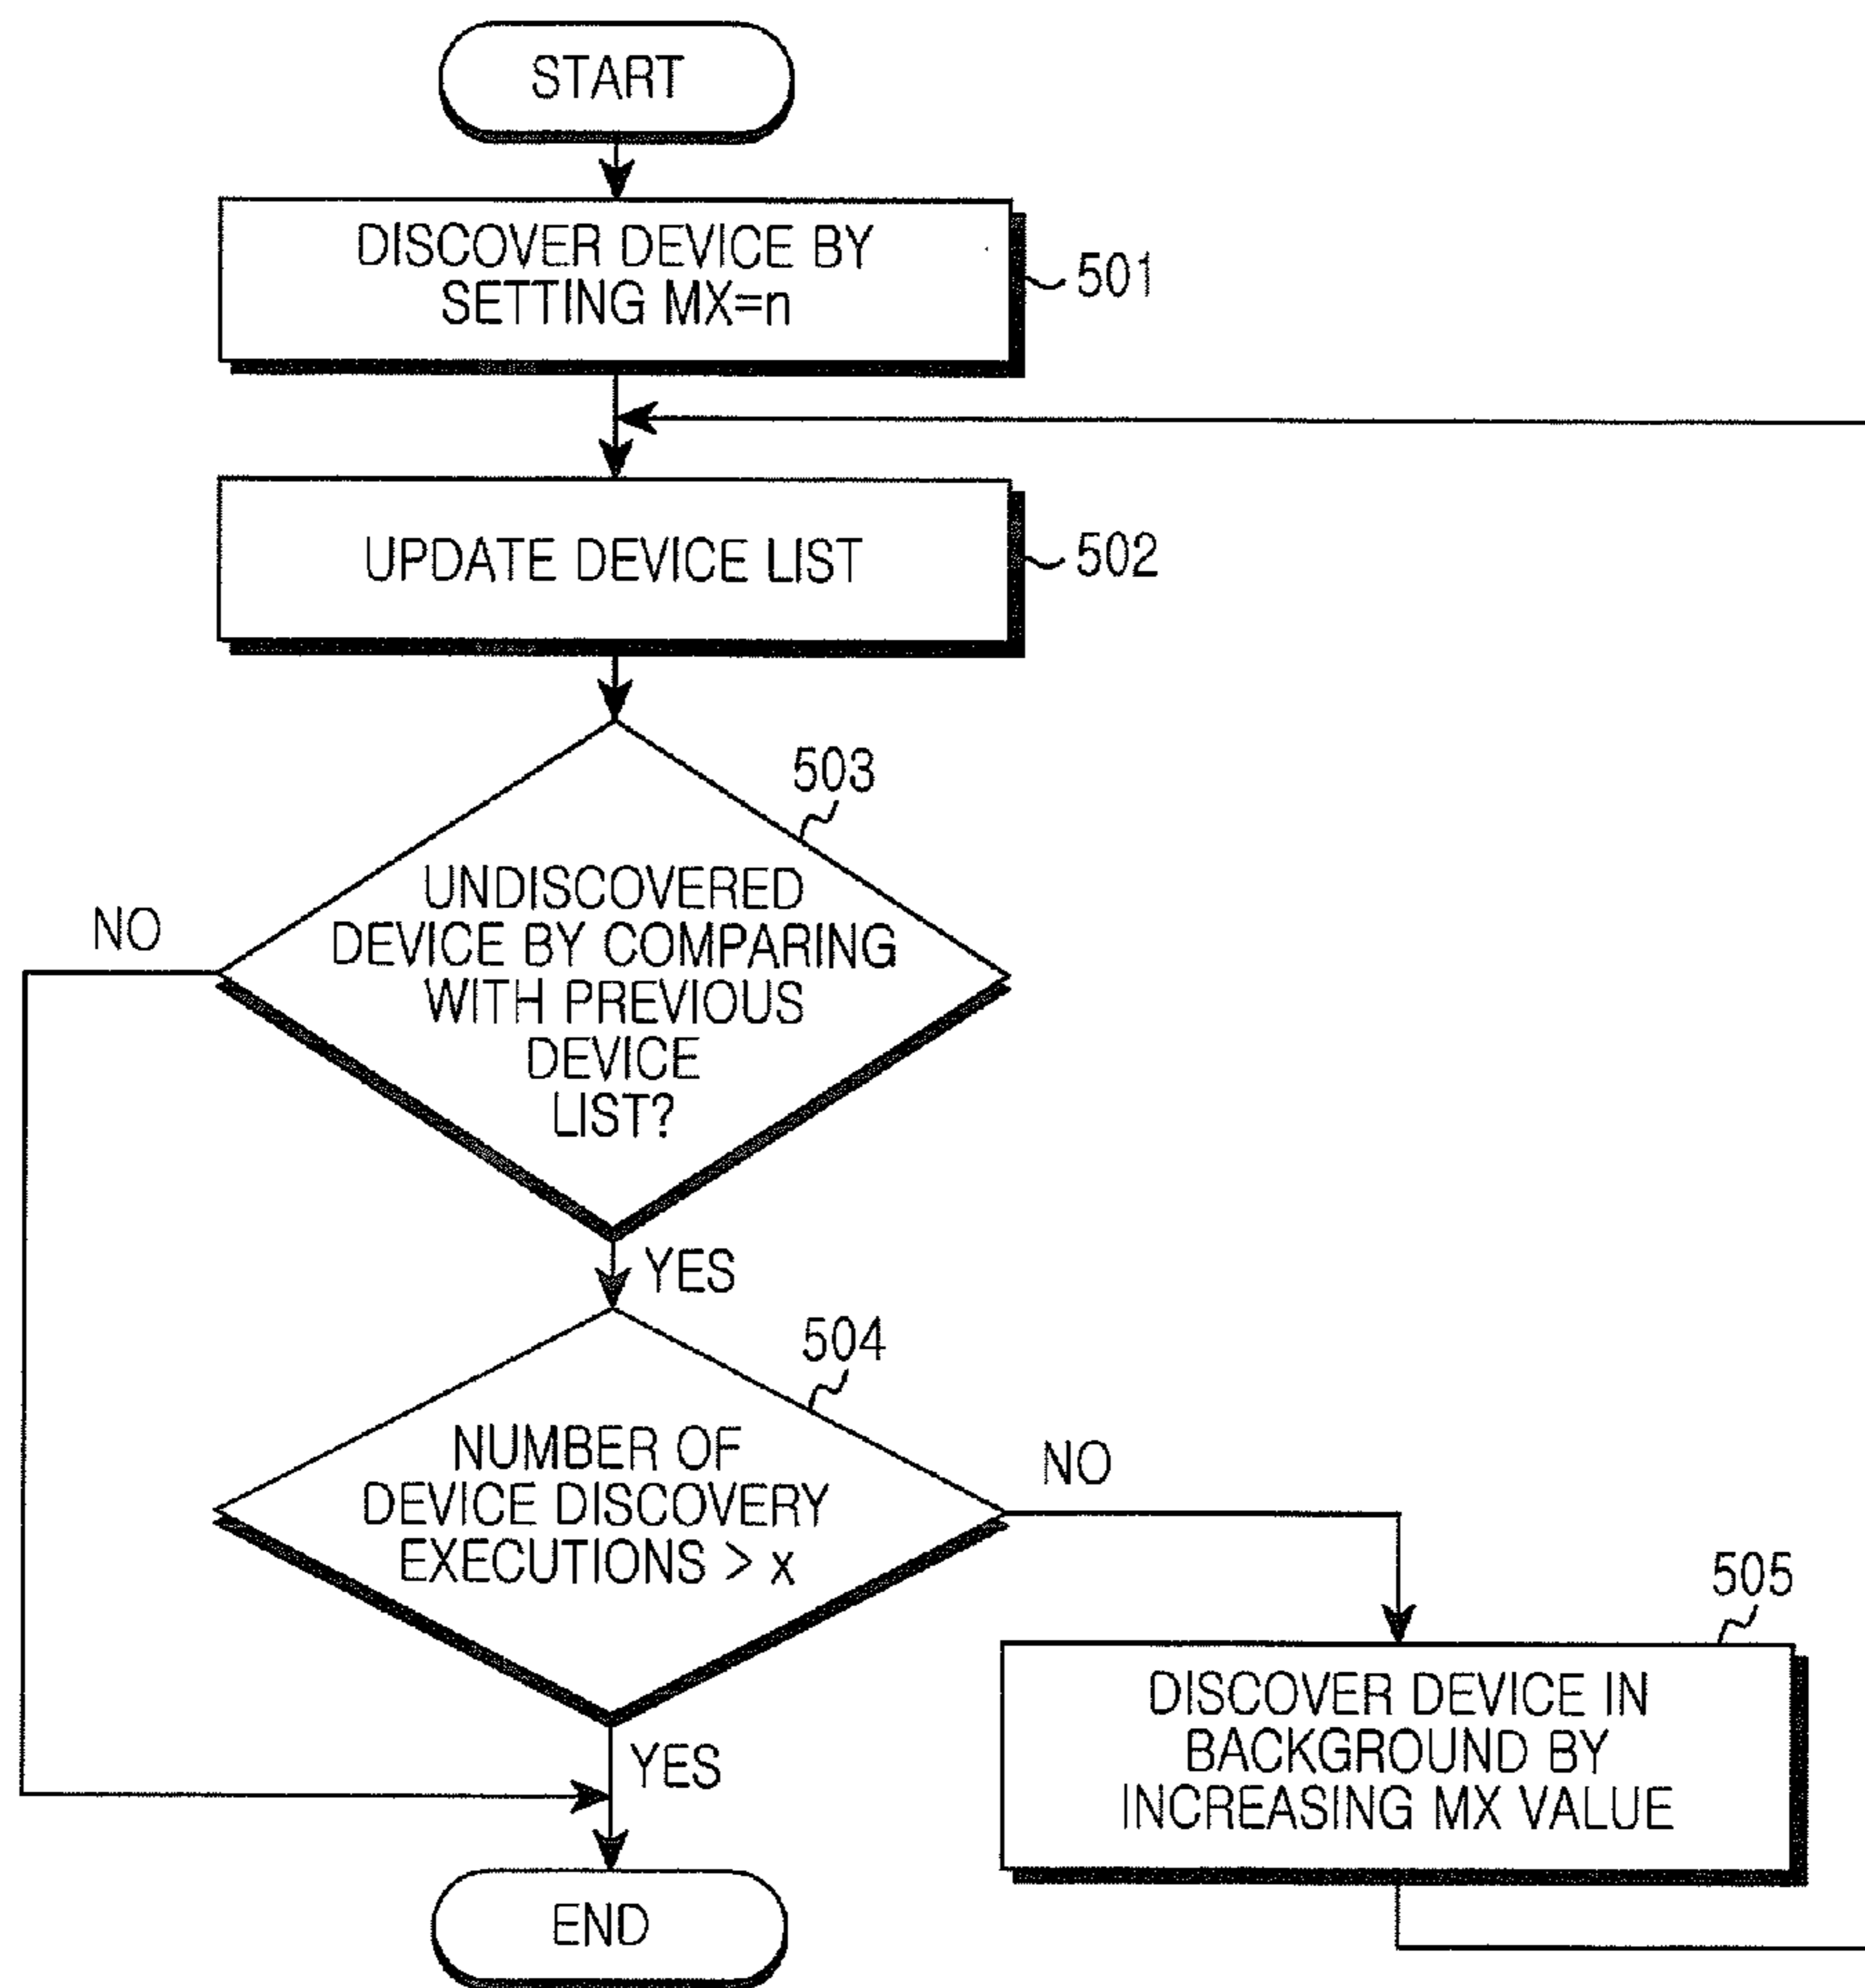 START
DISCOVER DEVICE BY
SETTING MX=n
501
UPDATE DEVICE LIST
502
503
UNDISCOVERED
DEVICE BY COMPARING
WITH PREVIOUS
DEVICE
LIST?
NO
YES
504
NUMBER OF
DEVICE DISCOVERY
EXECUTIONS > x
NO
YES
505
DISCOVER DEVICE IN
BACKGROUND BY
INCREASING MX VALUE
END